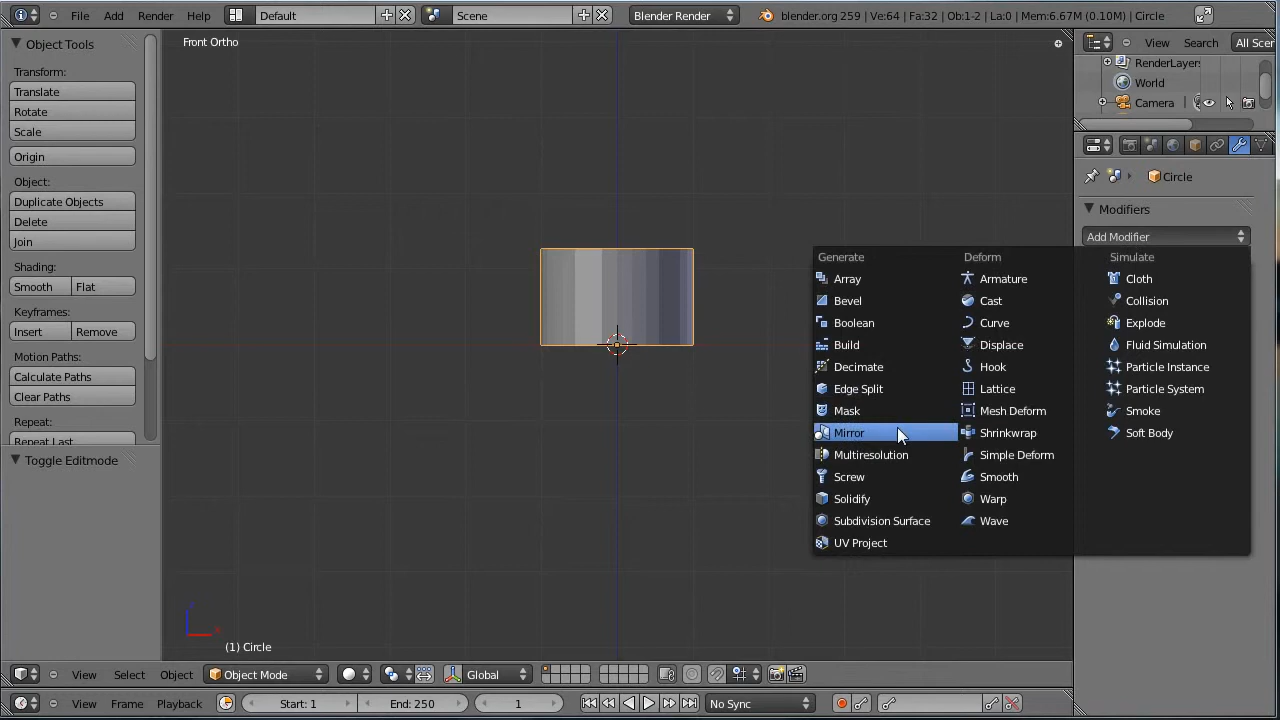 File Add Render Help Default Scene Blender Render blender.org 259 | Ve:64 | Fa:32 | Ob:1-2 | La:0 | Mem:6.67M (0.10M) | Circle
Object Tools
Transform:
Translate
Rotate
Scale
Origin
Object:
Duplicate Objects
Delete
Join
Shading:
Smooth Flat
Keyframes:
Insert Remove
Motion Paths:
Calculate Paths
Clear Paths
Repeat:
Repeat Last
Toggle Editmode
Front Ortho
(1) Circle
View Search All Scen
RenderLayers
World
Camera
Circle
Modifiers
Add Modifier
Generate
Array
Bevel
Boolean
Build
Decimate
Edge Split
Mask
Mirror
Multiresolution
Screw
Solidify
Subdivision Surface
UV Project
Deform
Armature
Cast
Curve
Displace
Hook
Lattice
Mesh Deform
Shrinkwrap
Simple Deform
Smooth
Warp
Wave
Simulate
Cloth
Collision
Explode
Fluid Simulation
Particle Instance
Particle System
Smoke
Soft Body
View Select Object Object Mode Global
View Frame Playback Start: 1 End: 250 1 No Sync